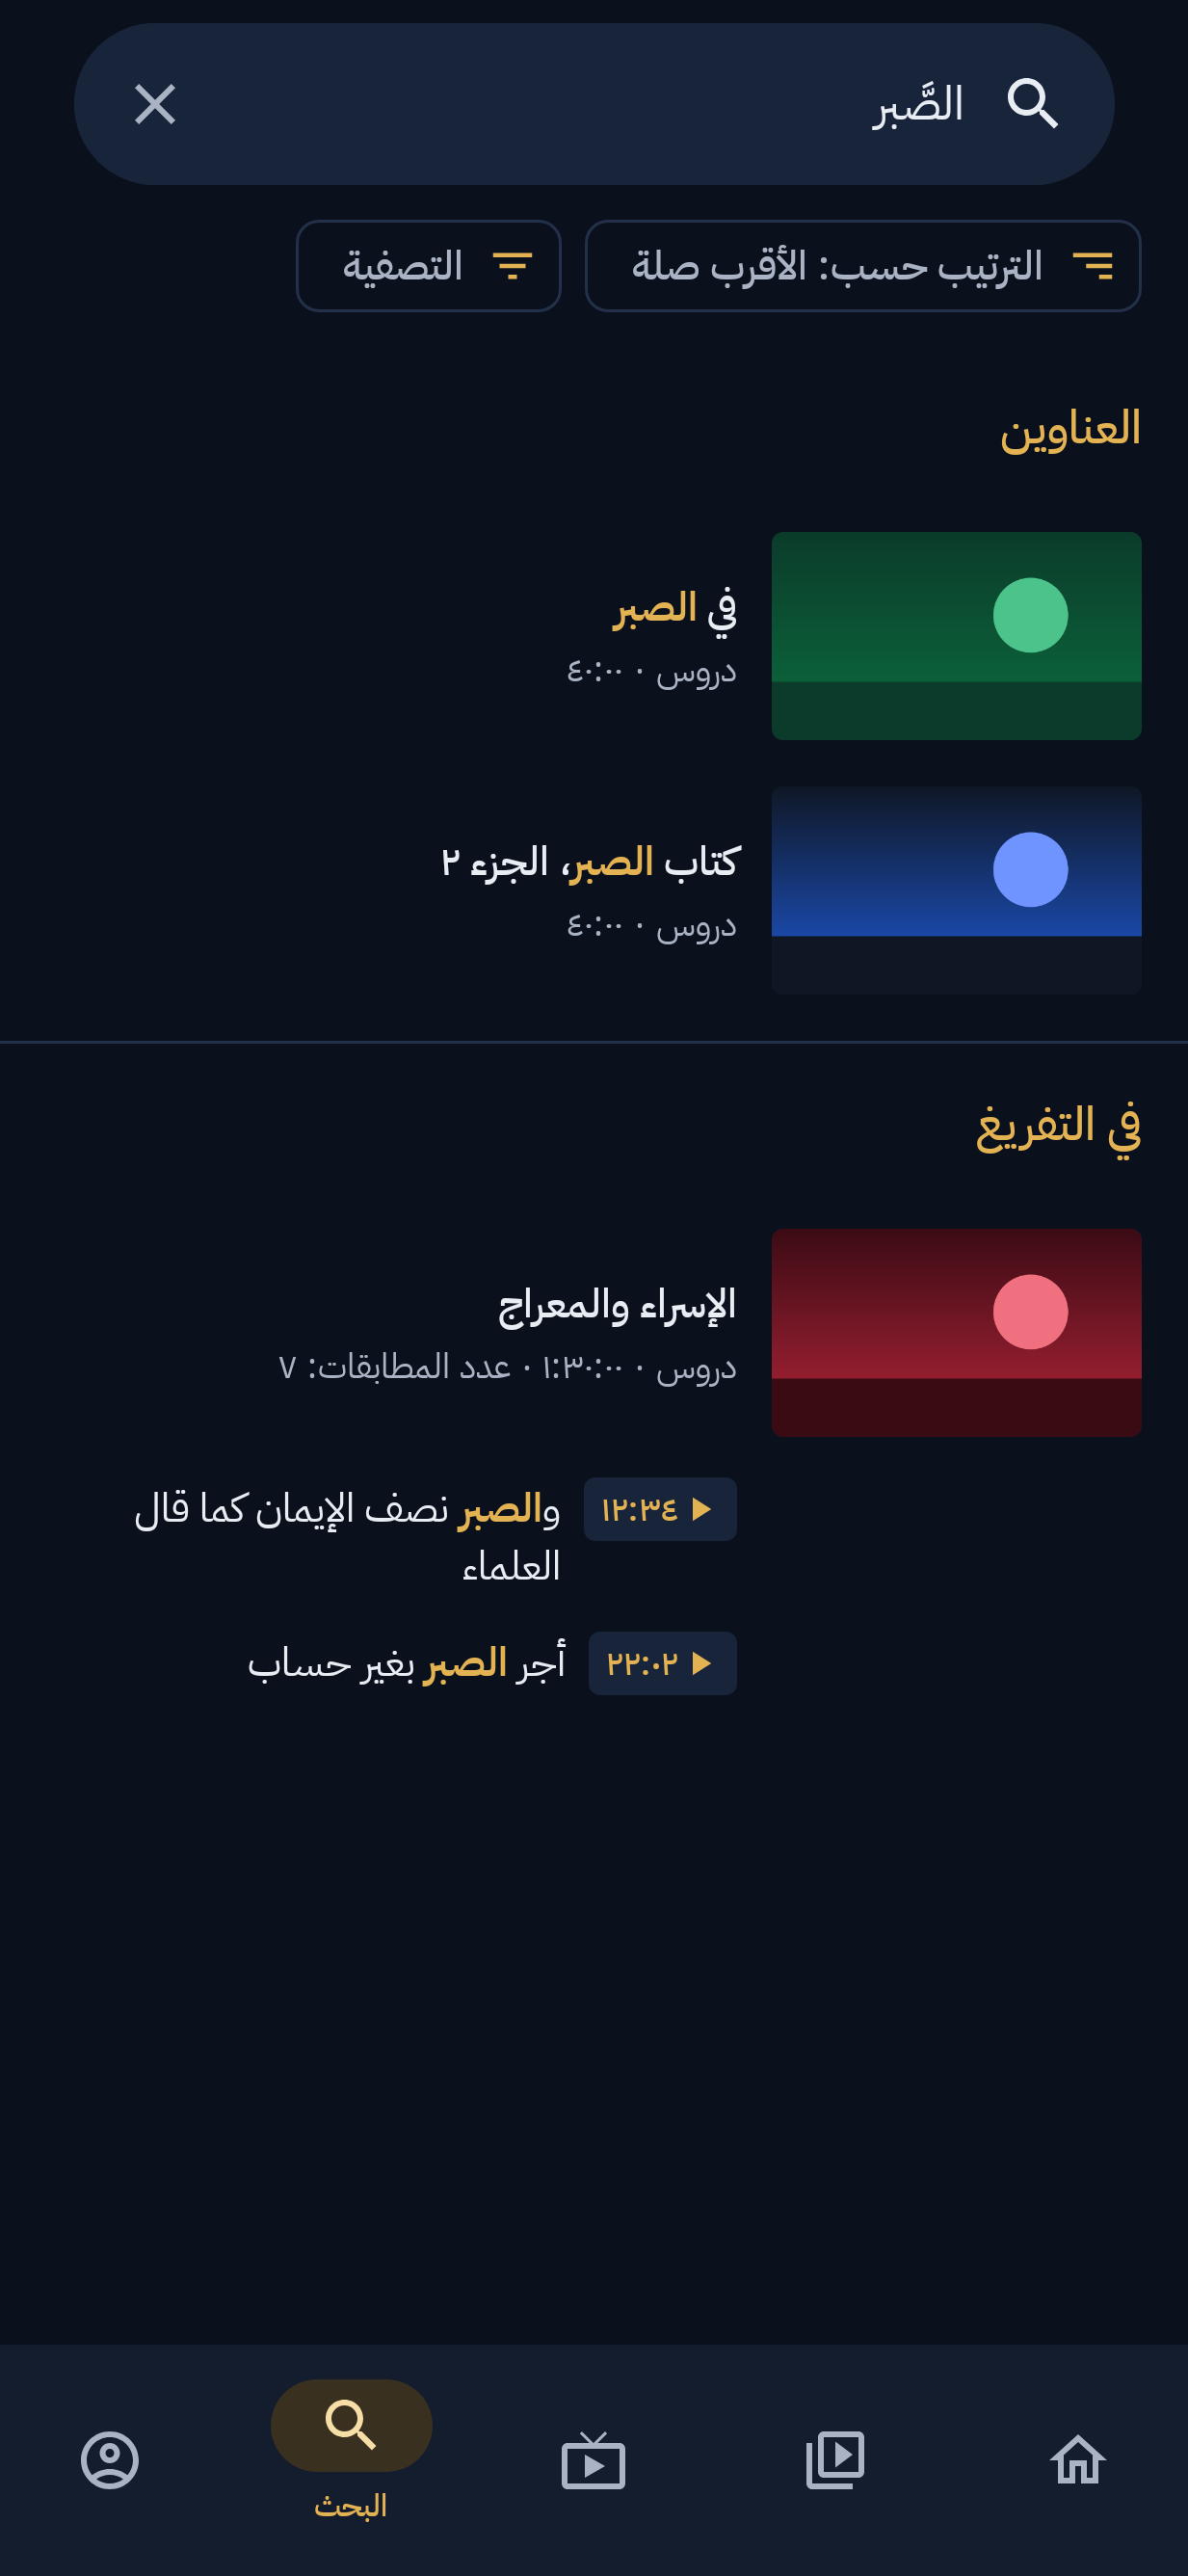 الصَّبر
الترتيب حسب: الأقرب صلة
التصفية
العناوين
في الصبر
دروس · ٤٠:٠٠
كتاب الصبر، الجزء ٢
دروس · ٤٠:٠٠
في التفريغ
الإسراء والمعراج
دروس · ١:٣٠:٠٠ · عدد المطابقات: ٧
١٢:٣٤
والصبر نصف الإيمان كما قال
العلماء
٢٢:٠٢
أجر الصبر بغير حساب
البحث